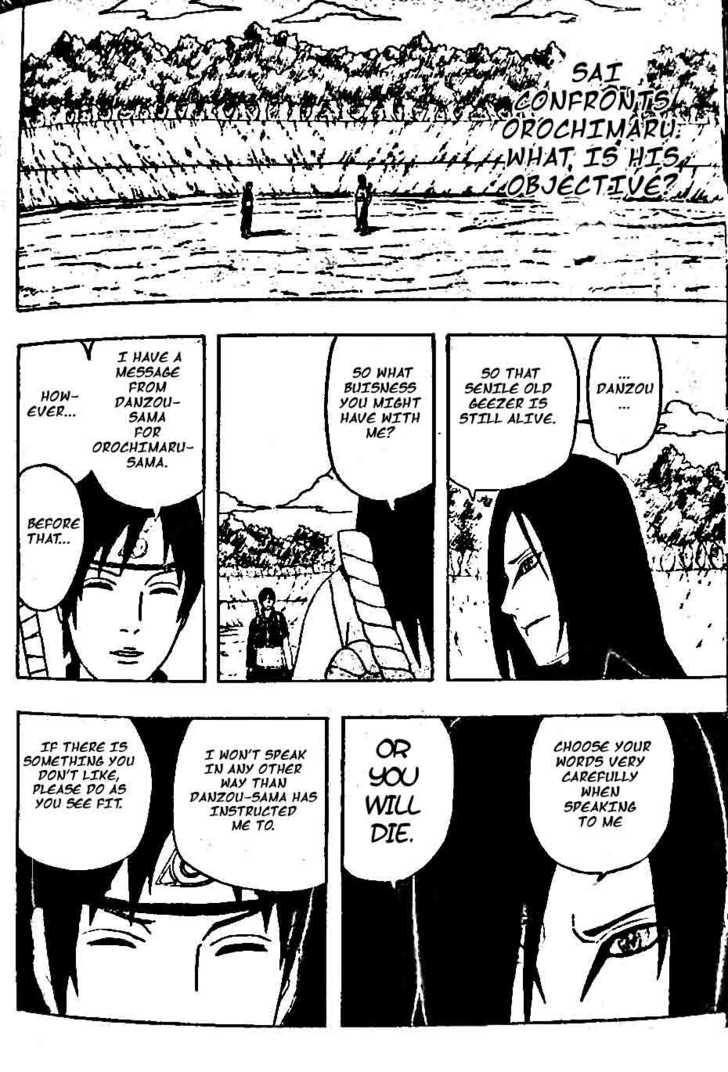 SAI
CONFRONTS
OROCHIMARU.
WHAT IS HIS
OBJECTIVE?
...
DANZOU
...
SO THAT
SENILE OLD
GEEZER IS
STILL ALIVE.
SO WHAT
BUISNESS
YOU MIGHT
HAVE WITH
ME?
I HAVE A
MESSAGE
FROM
DANZOU-
SAMA
FOR
OROCHIMARU-
SAMA.
HOW-
EVER...
BEFORE
THAT...
CHOOSE YOUR
WORDS VERY
CAREFULLY
WHEN
SPEAKING
TO ME
OR
YOU
WILL
DIE.
I WON'T SPEAK
IN ANY OTHER
WAY THAN
DANZOU-SAMA HAS
INSTRUCTED
ME TO.
IF THERE IS
SOMETHING YOU
DON'T LIKE,
PLEASE DO AS
YOU SEE FIT.